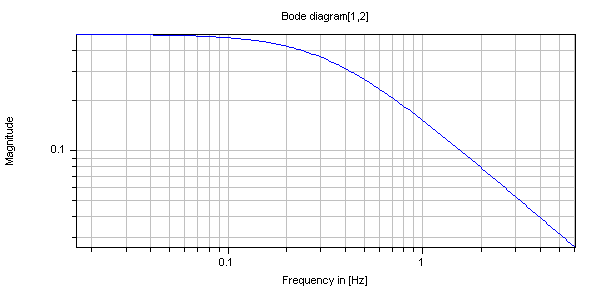 Bode diagram[1,2]
Magnitude
0.1
0.1 1
Frequency in [Hz]